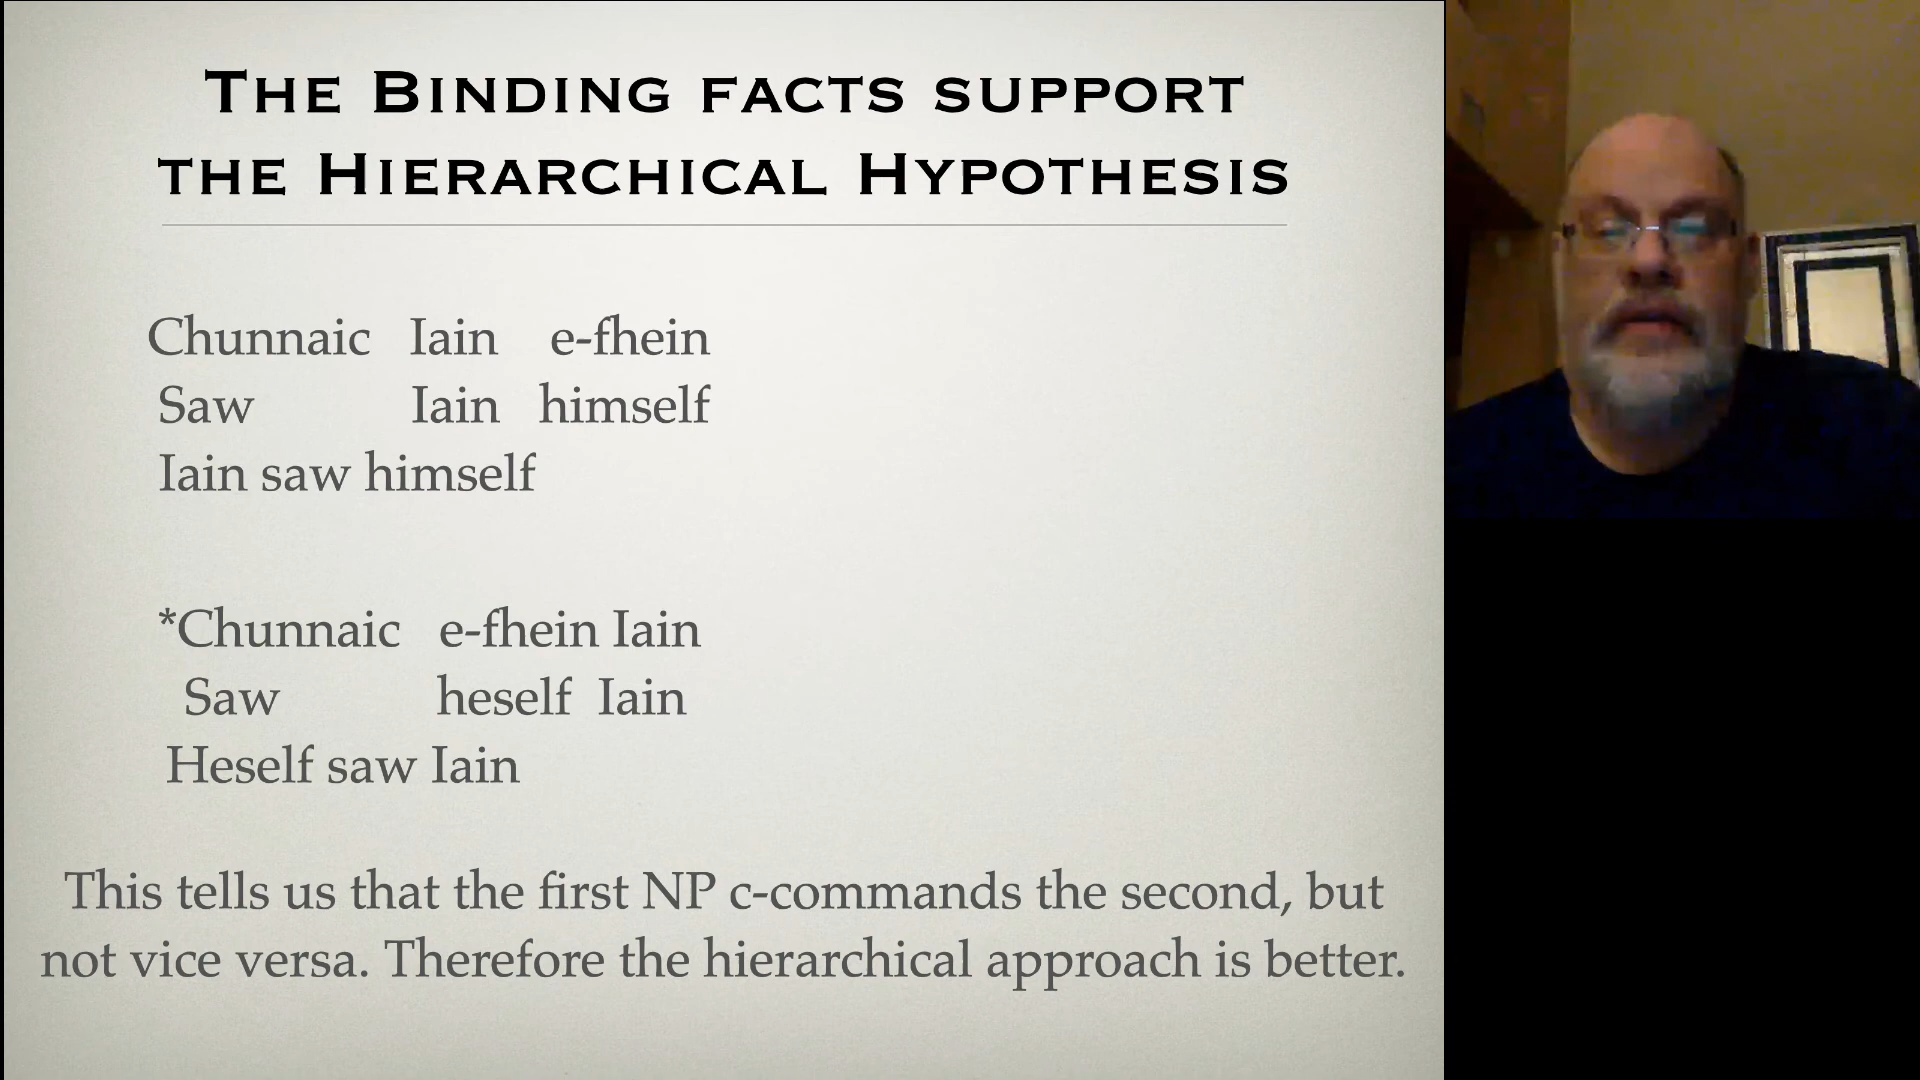 The Binding facts support
the Hierarchical Hypothesis
Chunnaic Iain e-fhein
Saw Iain himself
Iain saw himself
*Chunnaic e-fhein Iain
Saw heself Iain
Heself saw Iain
This tells us that the first NP c-commands the second, but
not vice versa. Therefore the hierarchical approach is better.